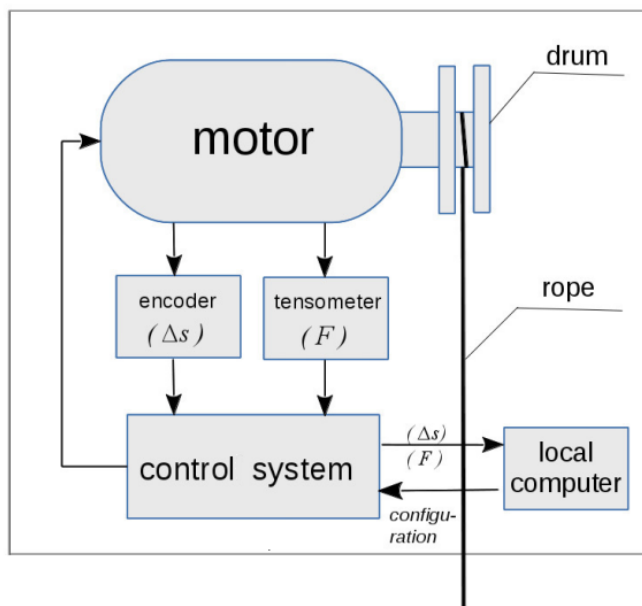 drum
motor
encoder
(Δs)
tensometer
(F)
rope
control system
(Δs)
(F)
local
computer
configu-
ration